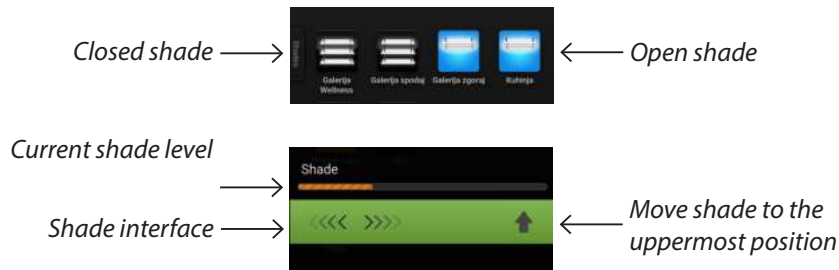 Closed shade
Open shade
Shades
Galerija Wellness
Galerija spodaj
Galerija zgoraj
Kuhinja
Current shade level
Shade
Shade interface
Move shade to the
uppermost position